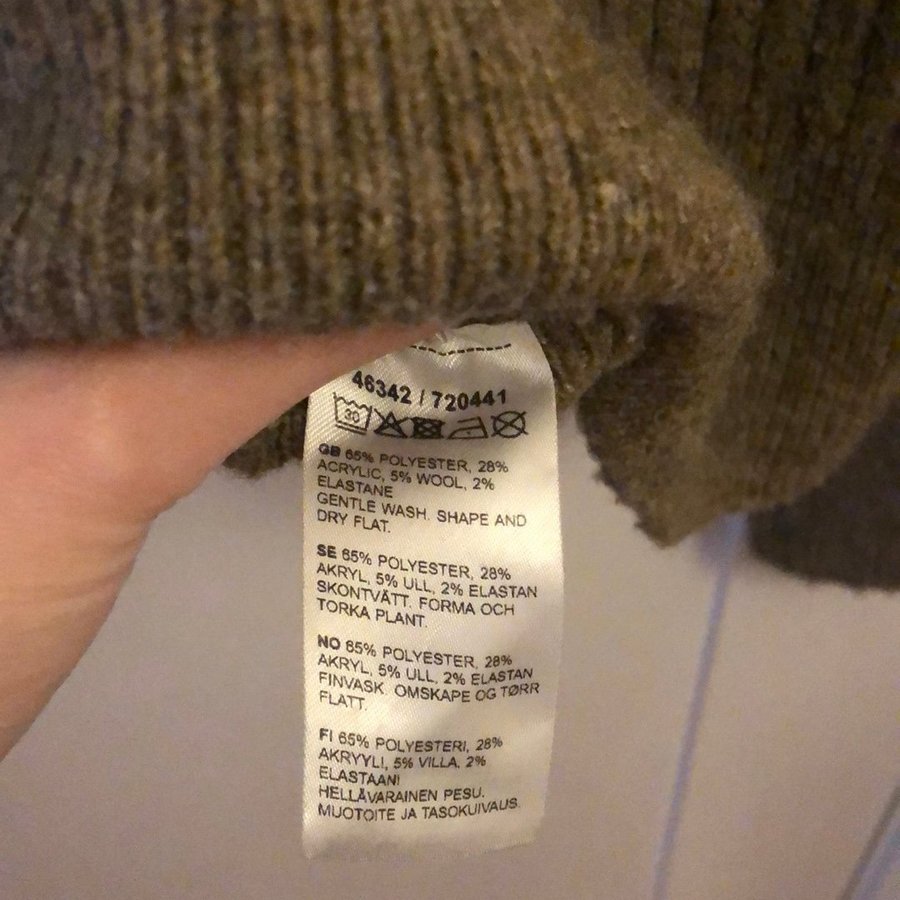 46342 / 720441
30
GB 65% POLYESTER, 28%
ACRYLIC, 5% WOOL, 2%
ELASTANE
GENTLE WASH. SHAPE AND
DRY FLAT.
SE 65% POLYESTER, 28%
AKRYL, 5% ULL, 2% ELASTAN
SKONTVÄTT. FORMA OCH
TORKA PLANT.
NO 65% POLYESTER, 28%
AKRYL, 5% ULL, 2% ELASTAN
FINVASK. OMSKAPE OG TØRR
FLATT.
FI 65% POLYESTERI, 28%
AKRYYLI, 5% VILLA, 2%
ELASTAANI
HELLÄVARAINEN PESU.
MUOTOITE JA TASOKUIVAUS.